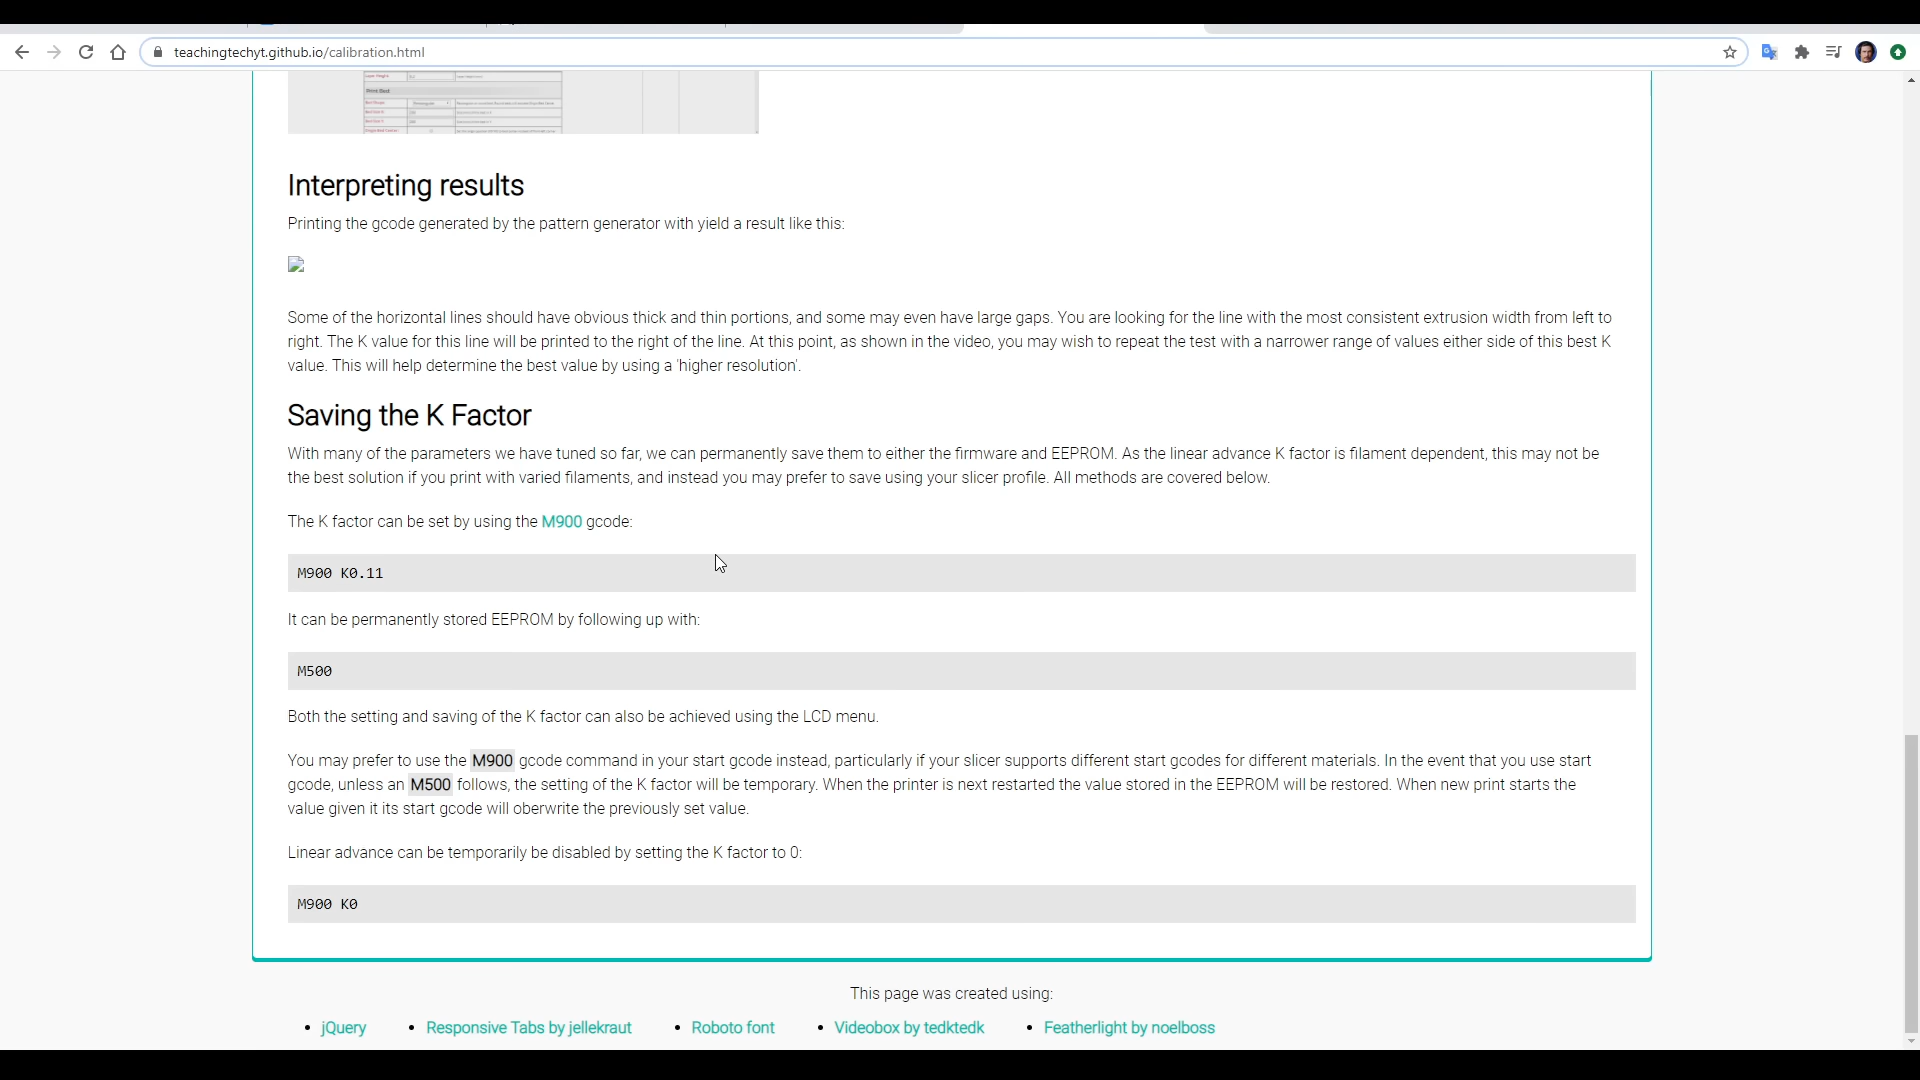 teachingtechyt.github.io/calibration.html
Print Bed
Interpreting results
Printing the gcode generated by the pattern generator with yield a result like this:
Some of the horizontal lines should have obvious thick and thin portions, and some may even have large gaps. You are looking for the line with the most consistent extrusion width from left to
right. The K value for this line will be printed to the right of the line. At this point, as shown in the video, you may wish to repeat the test with a narrower range of values either side of this best K
value. This will help determine the best value by using a 'higher resolution'.
Saving the K Factor
With many of the parameters we have tuned so far, we can permanently save them to either the firmware and EEPROM. As the linear advance K factor is filament dependent, this may not be
the best solution if you print with varied filaments, and instead you may prefer to save using your slicer profile. All methods are covered below.
The K factor can be set by using the M900 gcode:
M900 K0.11
It can be permanently stored EEPROM by following up with:
M500
Both the setting and saving of the K factor can also be achieved using the LCD menu.
You may prefer to use the M900 gcode command in your start gcode instead, particularly if your slicer supports different start gcodes for different materials. In the event that you use start
gcode, unless an M500 follows, the setting of the K factor will be temporary. When the printer is next restarted the value stored in the EEPROM will be restored. When new print starts the
value given it its start gcode will oberwrite the previously set value.
Linear advance can be temporarily be disabled by setting the K factor to 0:
M900 K0
This page was created using:
• jQuery • Responsive Tabs by jellekraut • Roboto font • Videobox by tedktedk • Featherlight by noelboss